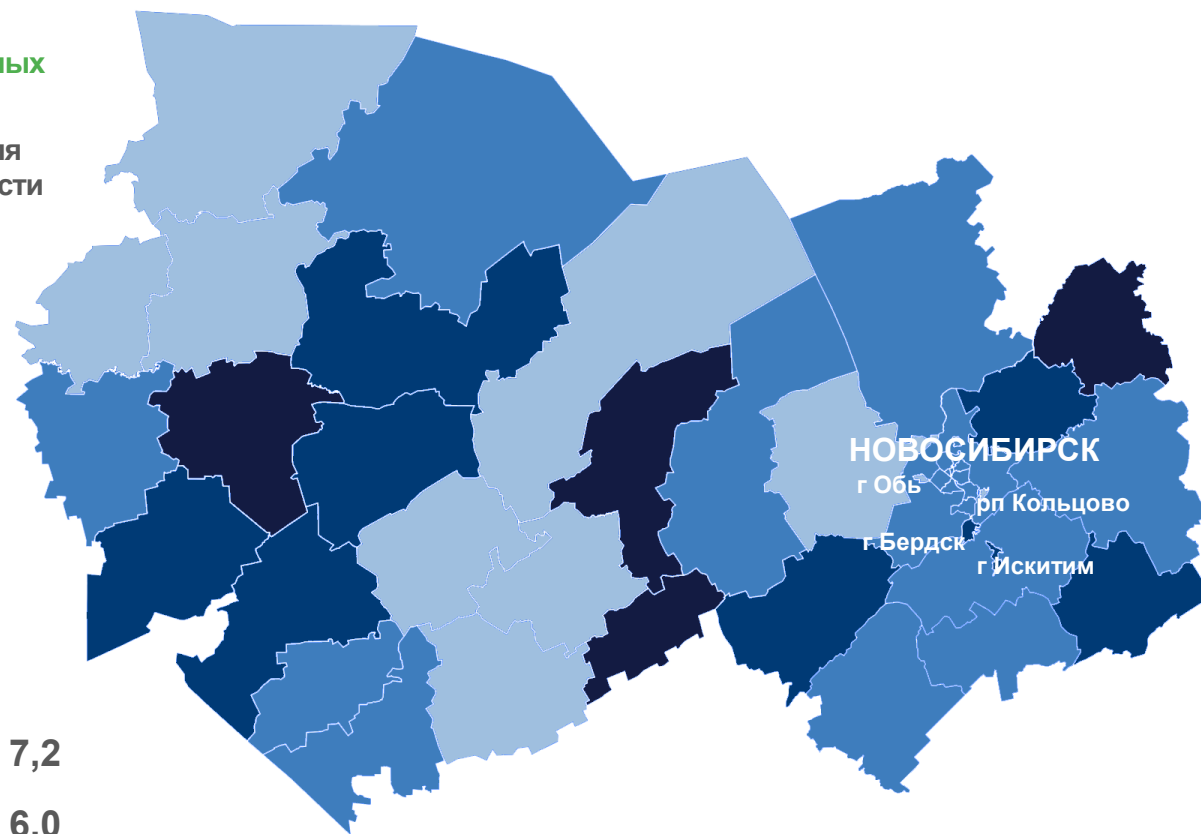 ных
ия
сти
НОВОСИБИРСК
г Обь
рп Кольцово
г Бердск
г Искитим
7,2
6,0